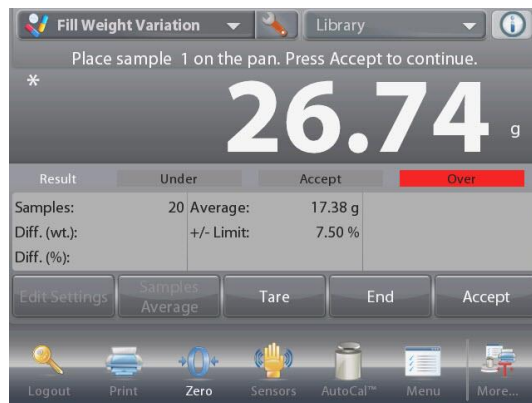 Fill Weight Variation Library
Place sample 1 on the pan. Press Accept to continue.
* 26.74 g
Result Under Accept Over
Samples: 20 Average: 17.38 g
Diff. (wt.): +/- Limit: 7.50 %
Diff. (%):
Edit Settings Samples Average Tare End Accept
Logout Print Zero Sensors AutoCal™ Menu More...